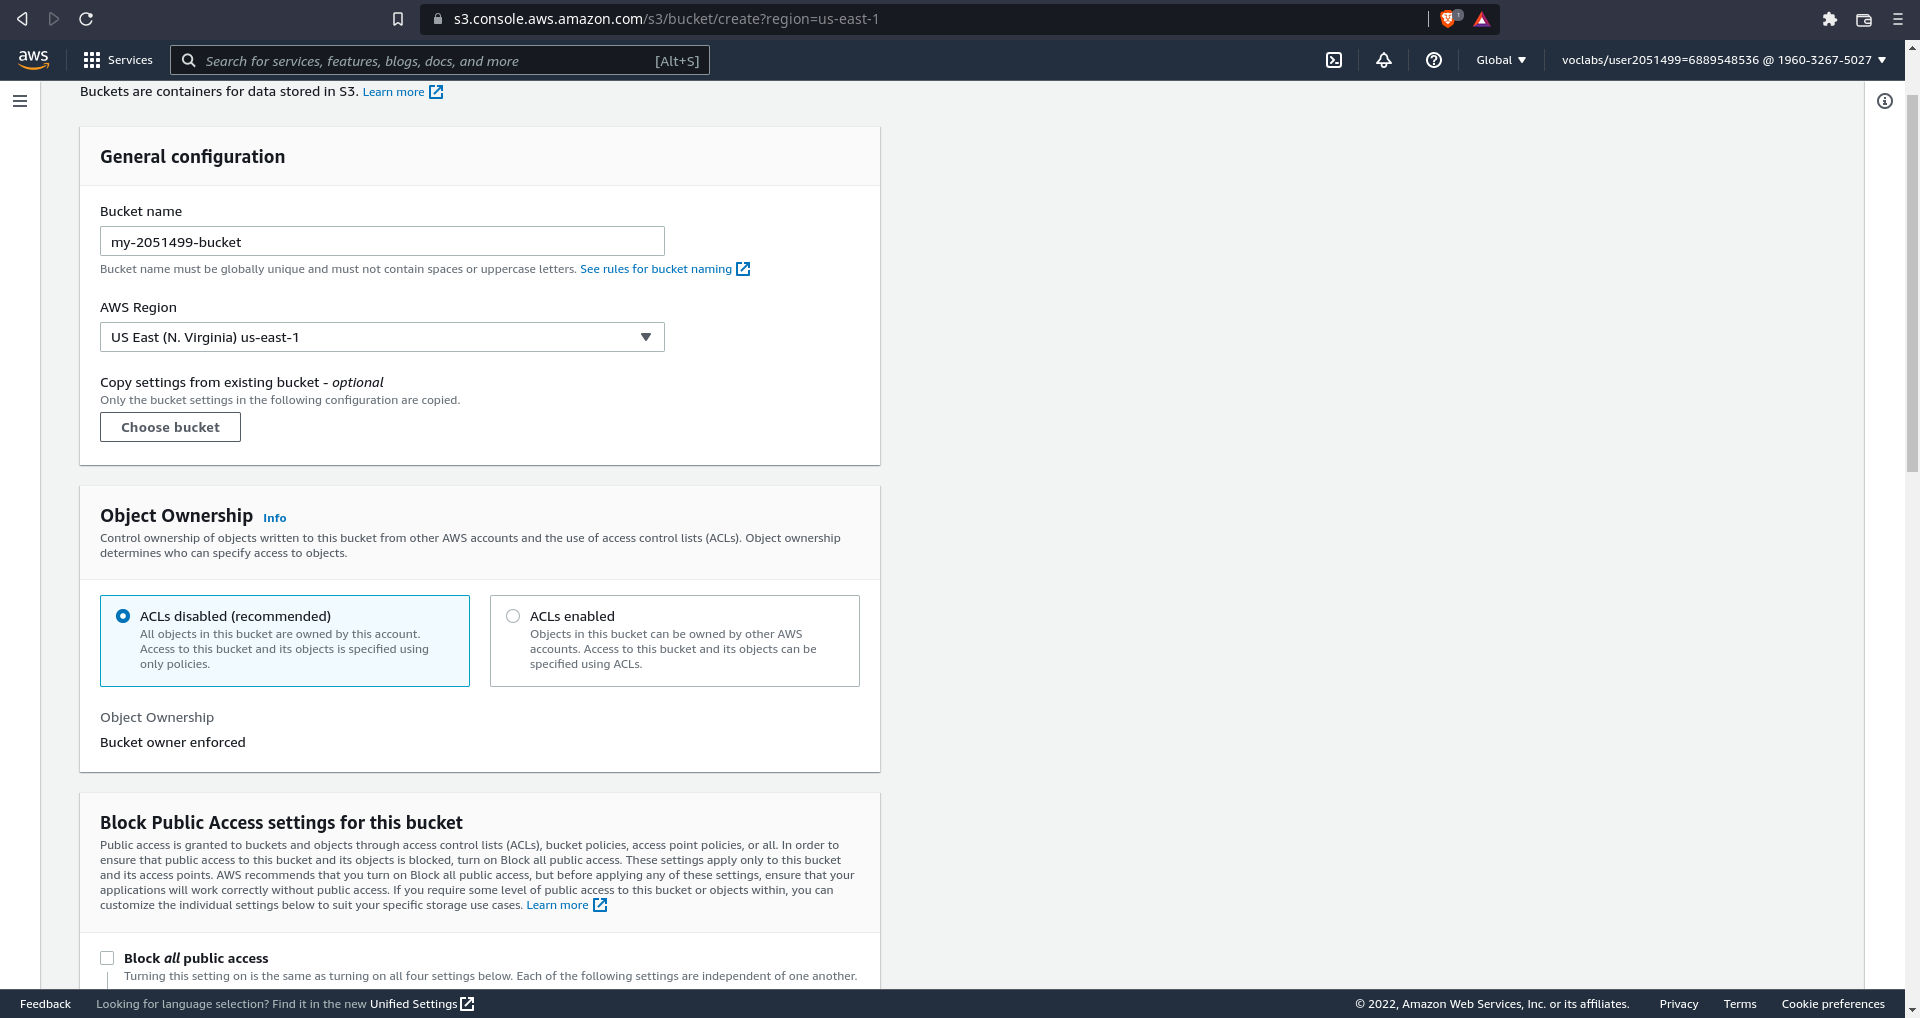 s3.console.aws.amazon.com/s3/bucket/create?region=us-east-1
1
aws
Services
Search for services, features, blogs, docs, and more
[Alt+S]
Global
voclabs/user2051499=6889548536 @ 1960-3267-5027
Buckets are containers for data stored in S3. Learn more
General configuration
Bucket name
my-2051499-bucket
Bucket name must be globally unique and must not contain spaces or uppercase letters. See rules for bucket naming
AWS Region
US East (N. Virginia) us-east-1
Copy settings from existing bucket - optional
Only the bucket settings in the following configuration are copied.
Choose bucket
Object Ownership Info
Control ownership of objects written to this bucket from other AWS accounts and the use of access control lists (ACLs). Object ownership
determines who can specify access to objects.
ACLs disabled (recommended)
All objects in this bucket are owned by this account.
Access to this bucket and its objects is specified using
only policies.
ACLs enabled
Objects in this bucket can be owned by other AWS
accounts. Access to this bucket and its objects can be
specified using ACLs.
Object Ownership
Bucket owner enforced
Block Public Access settings for this bucket
Public access is granted to buckets and objects through access control lists (ACLs), bucket policies, access point policies, or all. In order to
ensure that public access to this bucket and its objects is blocked, turn on Block all public access. These settings apply only to this bucket
and its access points. AWS recommends that you turn on Block all public access, but before applying any of these settings, ensure that your
applications will work correctly without public access. If you require some level of public access to this bucket or objects within, you can
customize the individual settings below to suit your specific storage use cases. Learn more
Block all public access
Turning this setting on is the same as turning on all four settings below. Each of the following settings are independent of one another.
Feedback
Looking for language selection? Find it in the new Unified Settings
© 2022, Amazon Web Services, Inc. or its affiliates.
Privacy
Terms
Cookie preferences